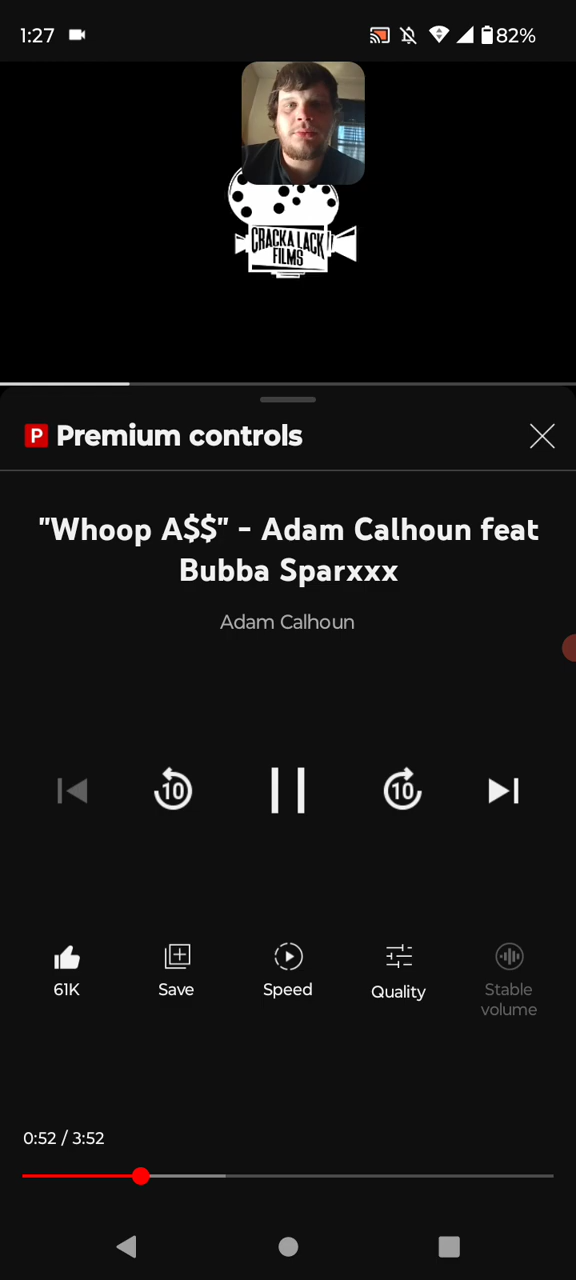 1:27
82%
CRACKA LACK
FILMS
P Premium controls
"Whoop A$$" - Adam Calhoun feat
Bubba Sparxxx
Adam Calhoun
10
10
61K
Save
Speed
Quality
Stable
volume
0:52 / 3:52